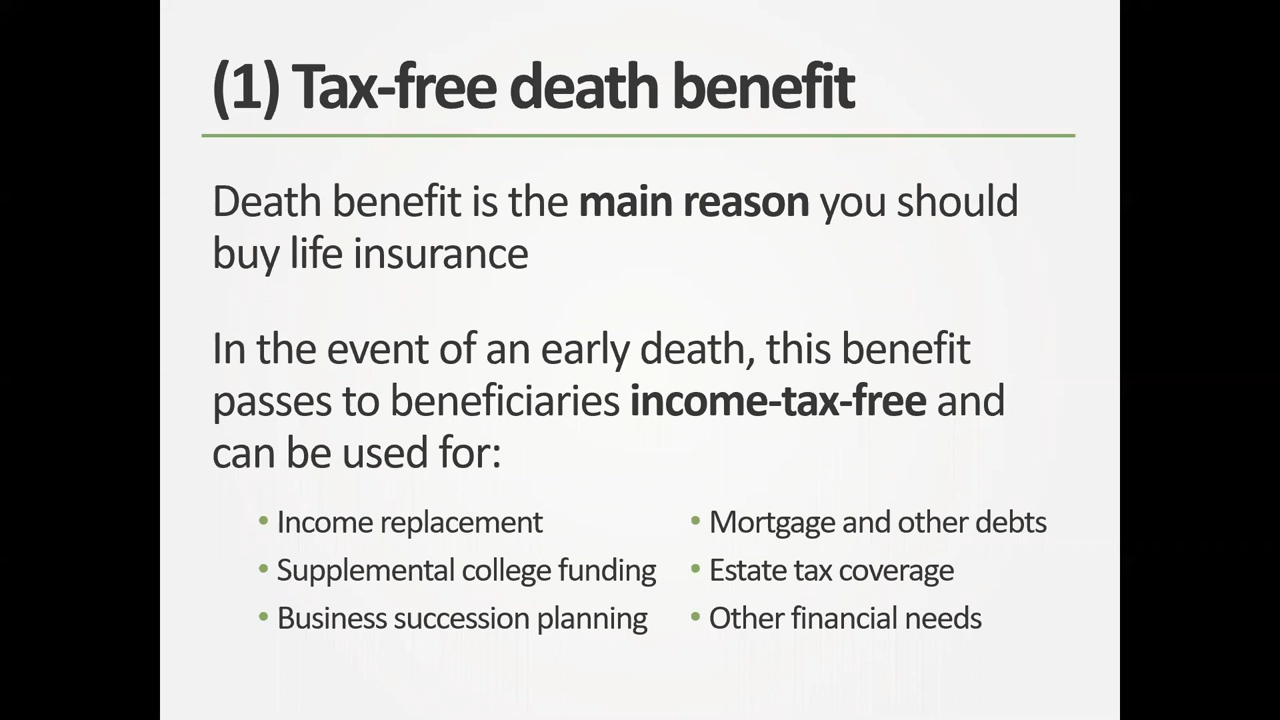 (1) Tax-free death benefit
Death benefit is the main reason you should
buy life insurance
In the event of an early death, this benefit
passes to beneficiaries income-tax-free and
can be used for:
• Income replacement
• Supplemental college funding
• Business succession planning
• Mortgage and other debts
• Estate tax coverage
• Other financial needs